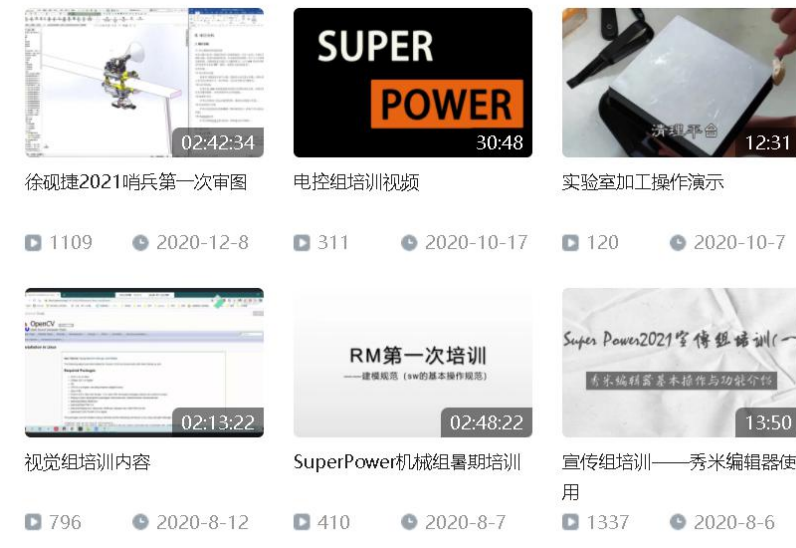 02:42:34
徐砚捷2021哨兵第一次审图
1109 2020-12-8
SUPER
POWER
30:48
电控组培训视频
311 2020-10-17
清理平台
12:31
实验室加工操作演示
120 2020-10-7
OpenCV
Required Packages
02:13:22
视觉组培训内容
796 2020-8-12
RM第一次培训
——建模规范（sw的基本操作规范）
02:48:22
SuperPower机械组暑期培训
410 2020-8-7
Super Power2021宣传组培训(一
秀米编辑器基本操作与功能介绍
13:50
宣传组培训——秀米编辑器使
用
1337 2020-8-6